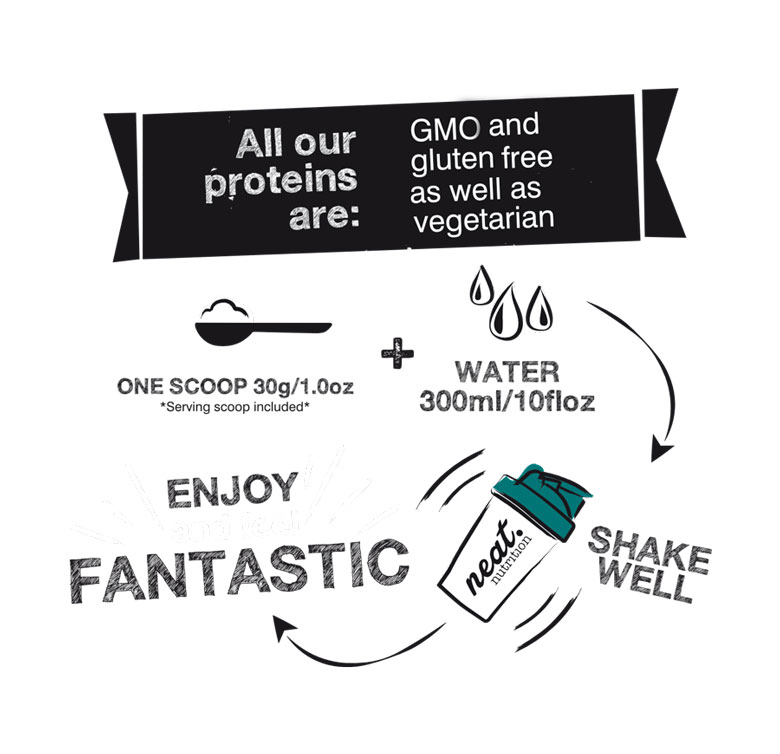 All our
proteins
are:
GMO and
gluten free
as well as
vegetarian
ONE SCOOP 30g/1.0oz
*Serving scoop included*
WATER
300ml/10floz
SHAKE
WELL
neat.
nutrition
ENJOY
and feel
FANTASTIC